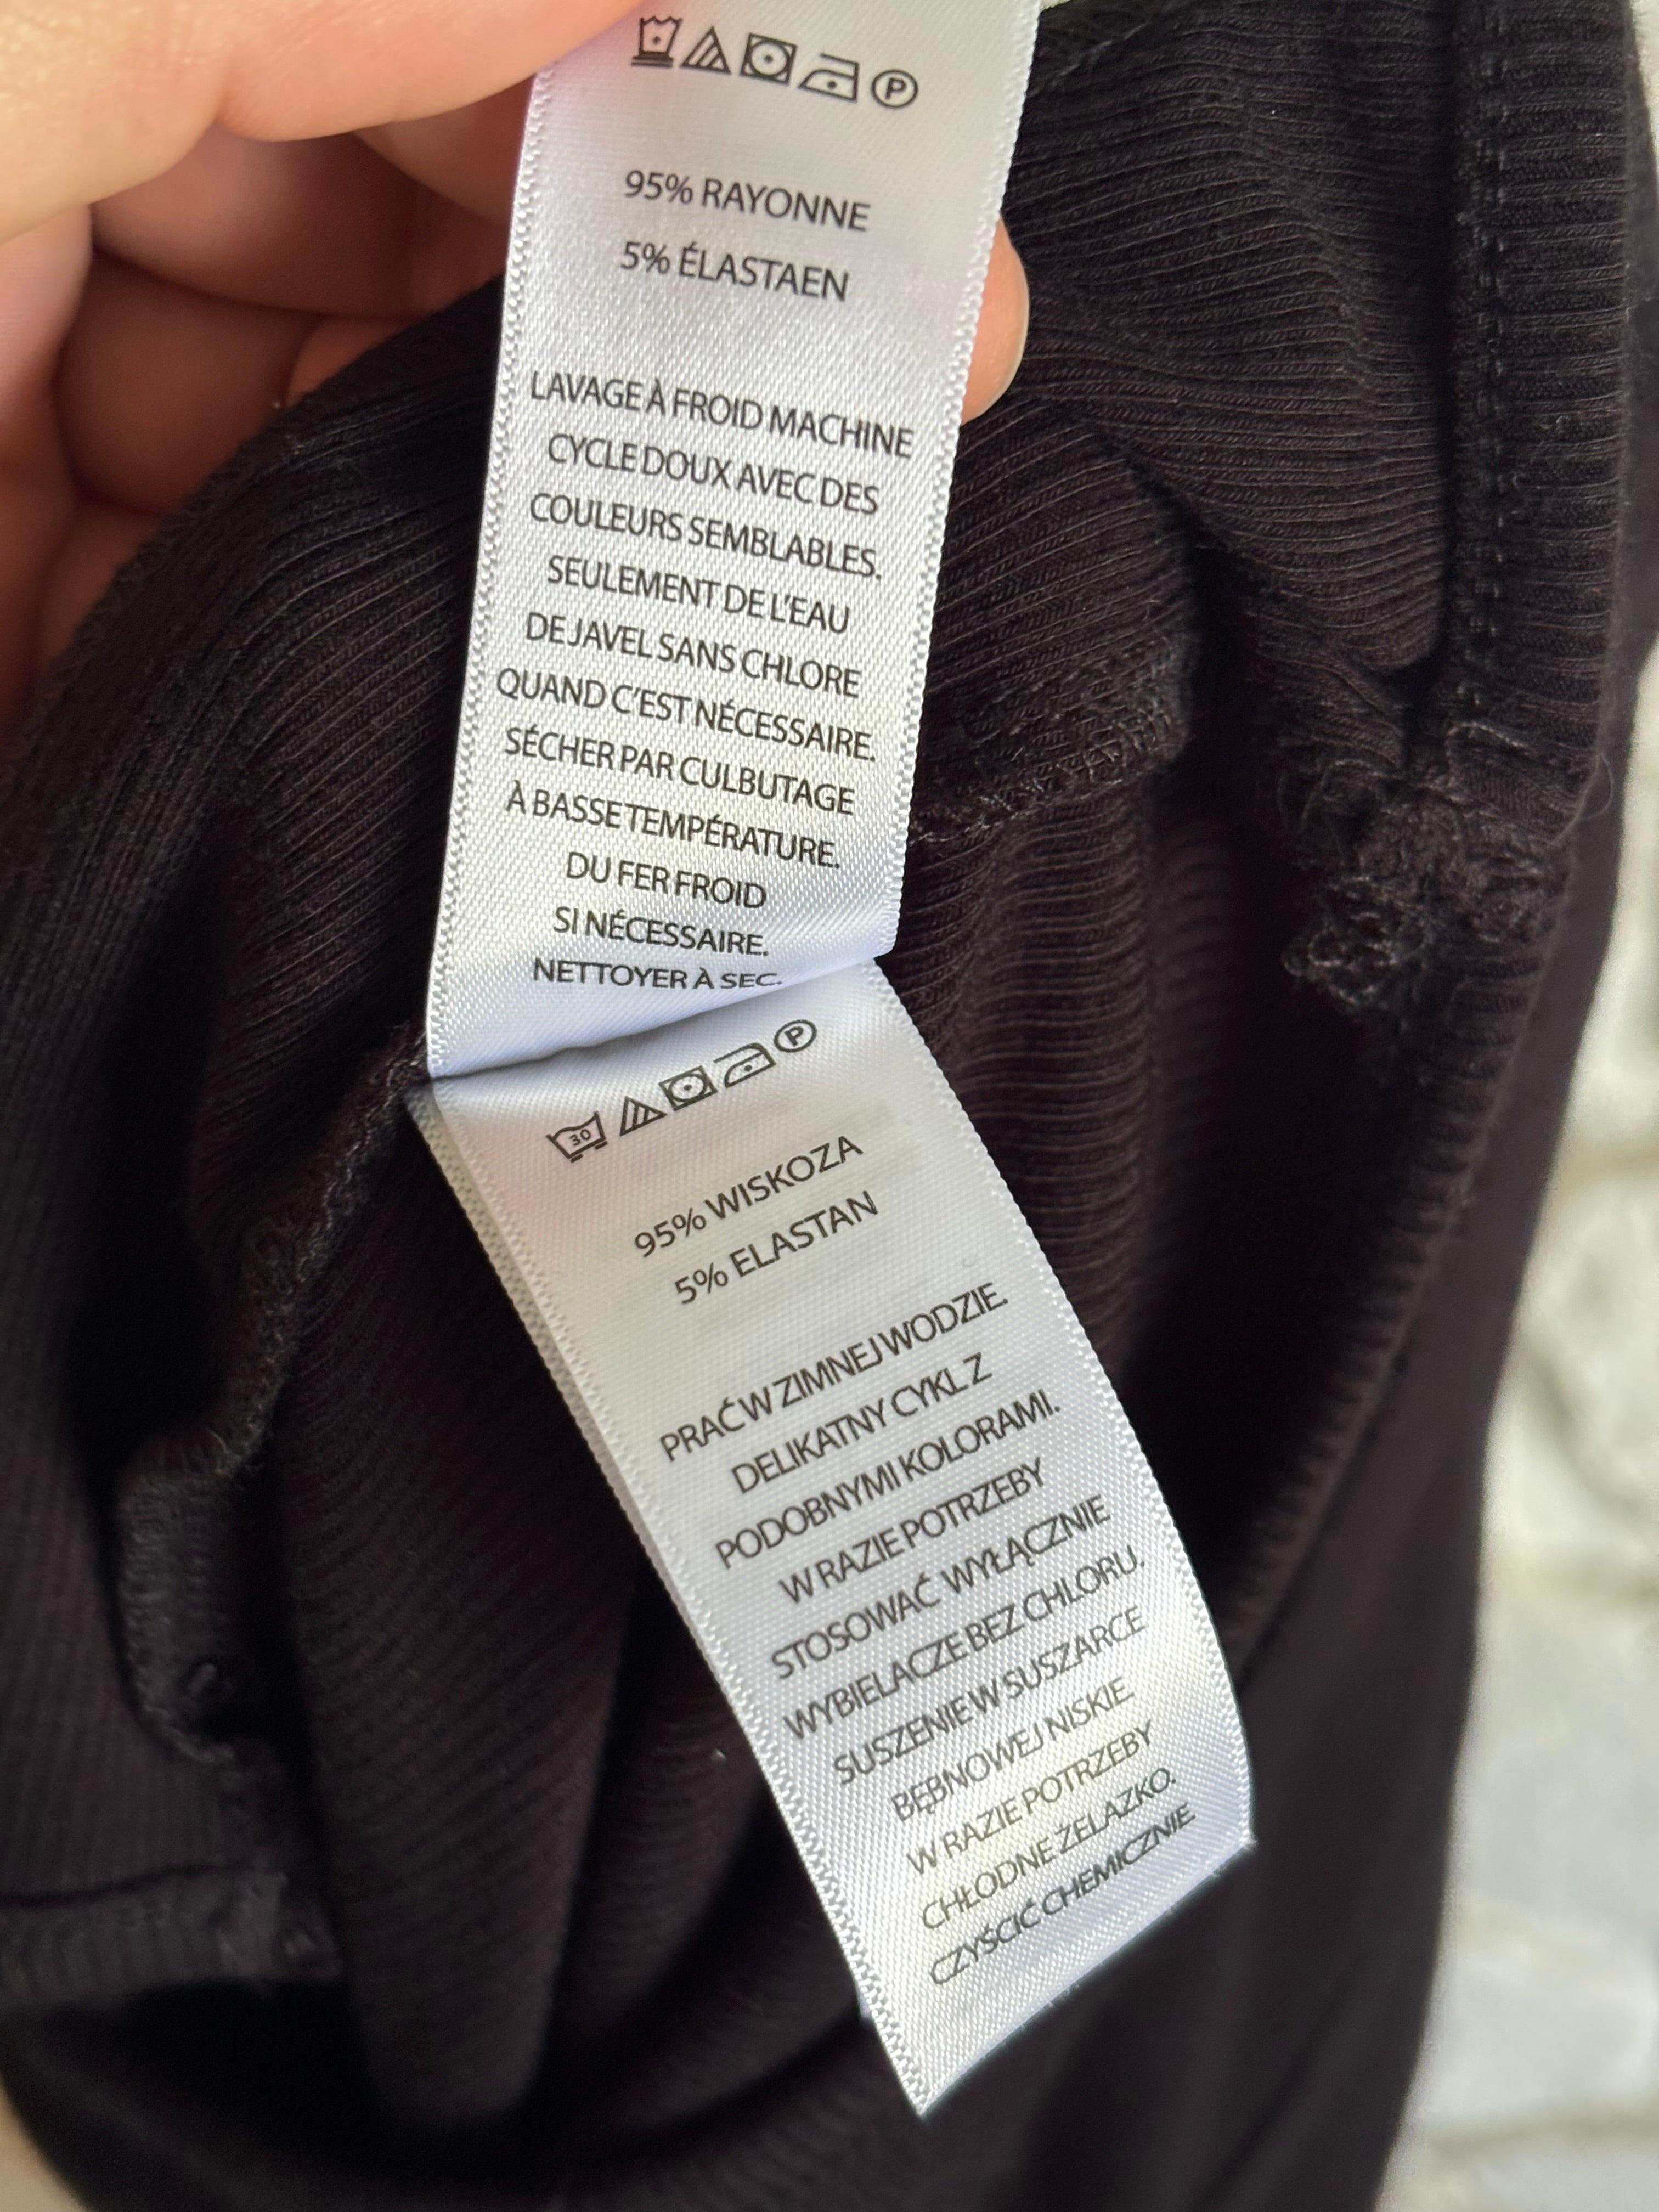 P
95% RAYONNE
5% ÉLASTAEN
LAVAGE À FROID MACHINE
CYCLE DOUX AVEC DES
COULEURS SEMBLABLES.
SEULEMENT DE L'EAU
DE JAVEL SANS CHLORE
QUAND C'EST NÉCESSAIRE.
SÉCHER PAR CULBUTAGE
À BASSE TEMPÉRATURE.
DU FER FROID
SI NÉCESSAIRE.
NETTOYER À SEC.
30 P
95% WISKOZA
5% ELASTAN
PRAĆ W ZIMNEJ WODZIE.
DELIKATNY CYKL Z
PODOBNYMI KOLORAMI.
W RAZIE POTRZEBY
STOSOWAĆ WYŁĄCZNIE
WYBIELACZE BEZ CHLORU.
SUSZENIE W SUSZARCE
BĘBNOWEJ NISKIE.
W RAZIE POTRZEBY
CHŁODNE ŻELAZKO.
CZYŚCIĆ CHEMICZNIE